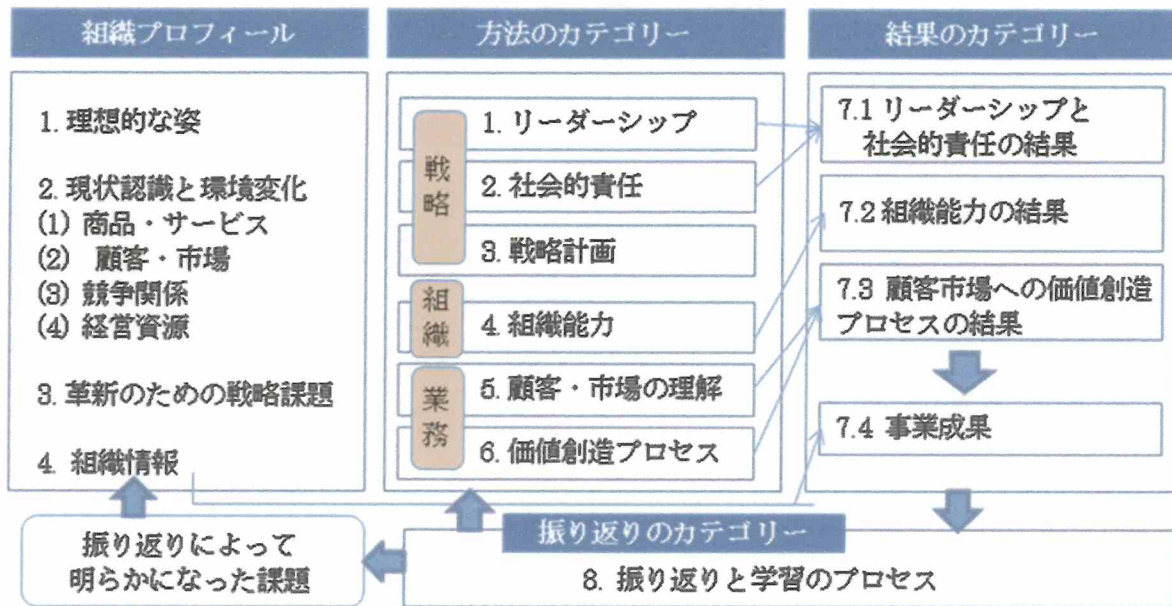 組織プロフィール
1. 理想的な姿
2. 現状認識と環境変化
(1) 商品・サービス
(2) 顧客・市場
(3) 競争関係
(4) 経営資源
3. 革新のための戦略課題
4. 組織情報
振り返りによって
明らかになった課題
方法のカテゴリー
戦略
1. リーダーシップ
2. 社会的責任
3. 戦略計画
組織
4. 組織能力
業務
5. 顧客・市場の理解
6. 価値創造プロセス
結果のカテゴリー
7.1 リーダーシップと
社会的責任の結果
7.2 組織能力の結果
7.3 顧客市場への価値創造
プロセスの結果
7.4 事業成果
振り返りのカテゴリー
8. 振り返りと学習のプロセス